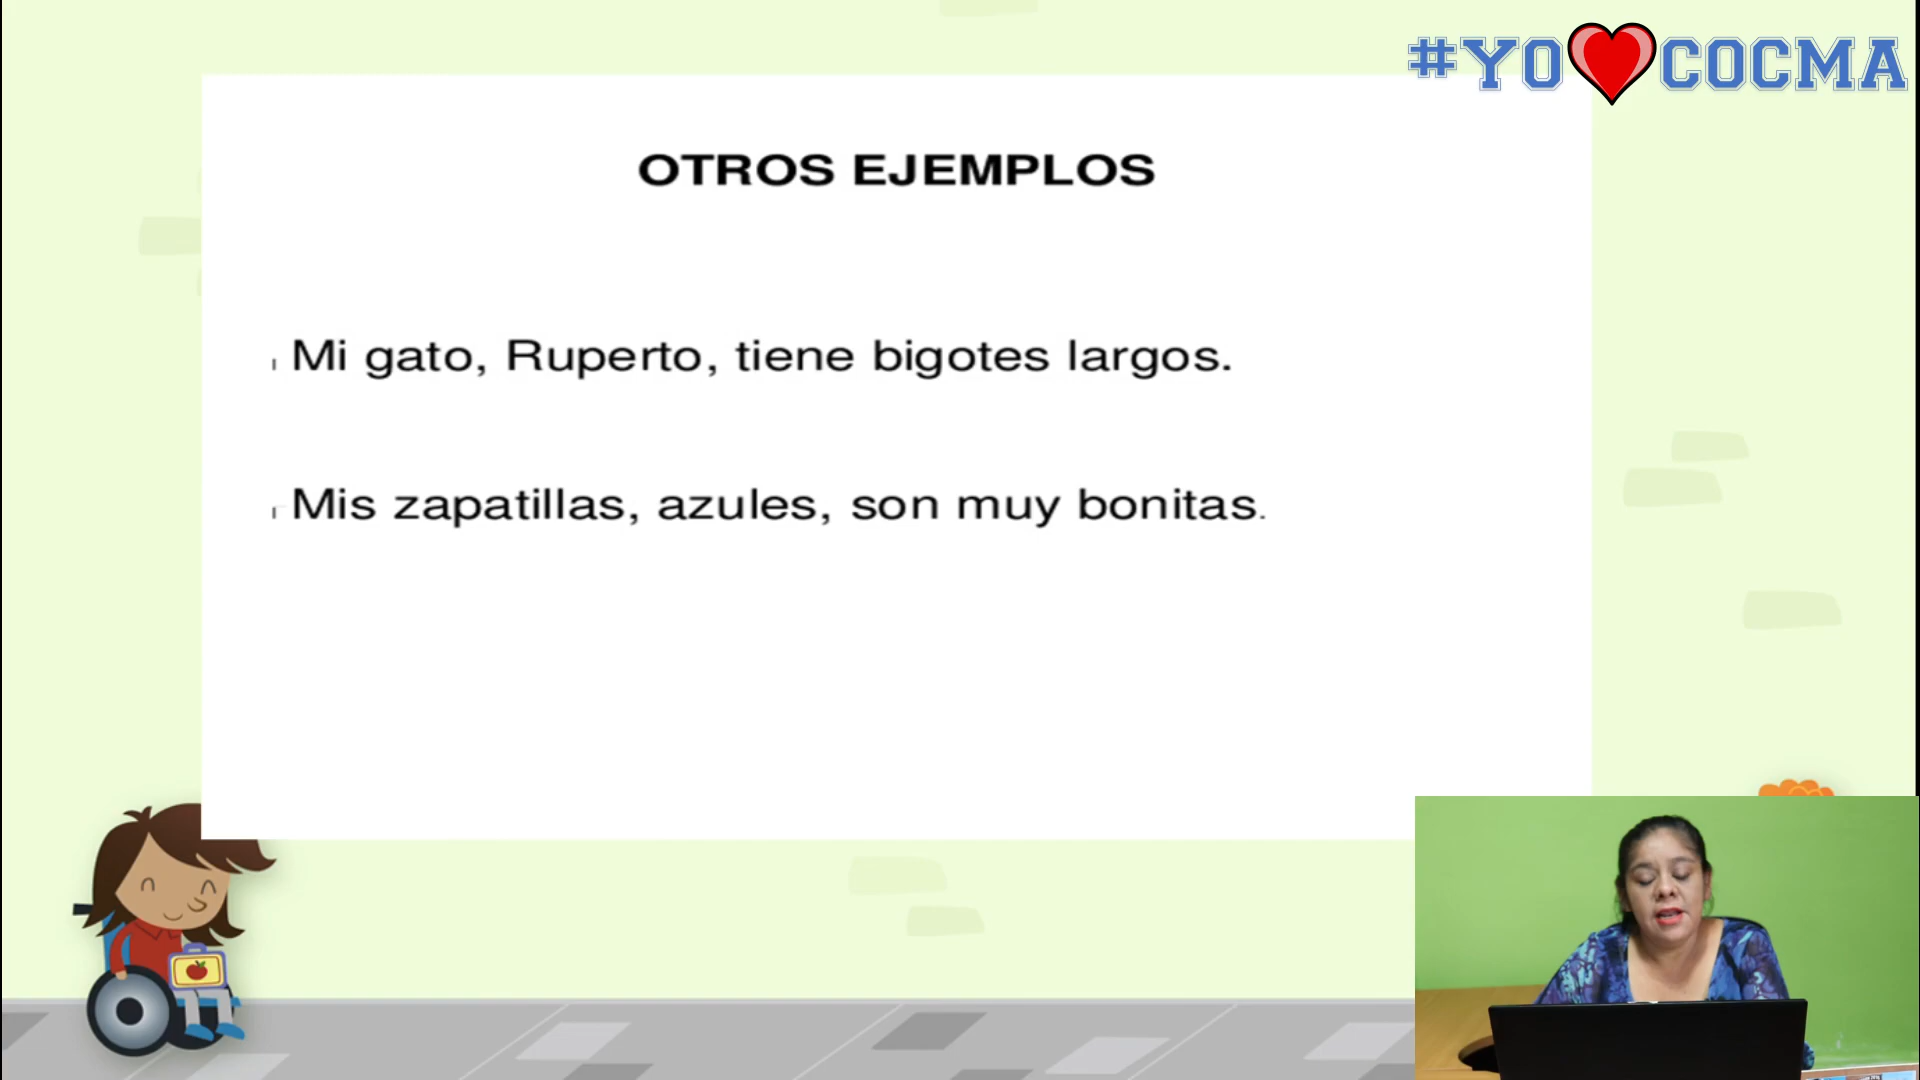 #YO COCMA
OTROS EJEMPLOS
Mi gato, Ruperto, tiene bigotes largos.
Mis zapatillas, azules, son muy bonitas.